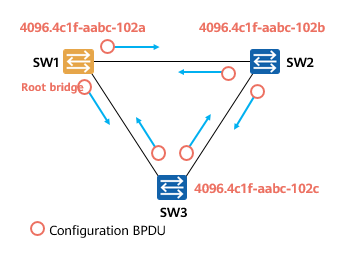 4096.4c1f-aabc-102a
4096.4c1f-aabc-102b
SW1
SW2
Root bridge
4096.4c1f-aabc-102c
SW3
Configuration BPDU